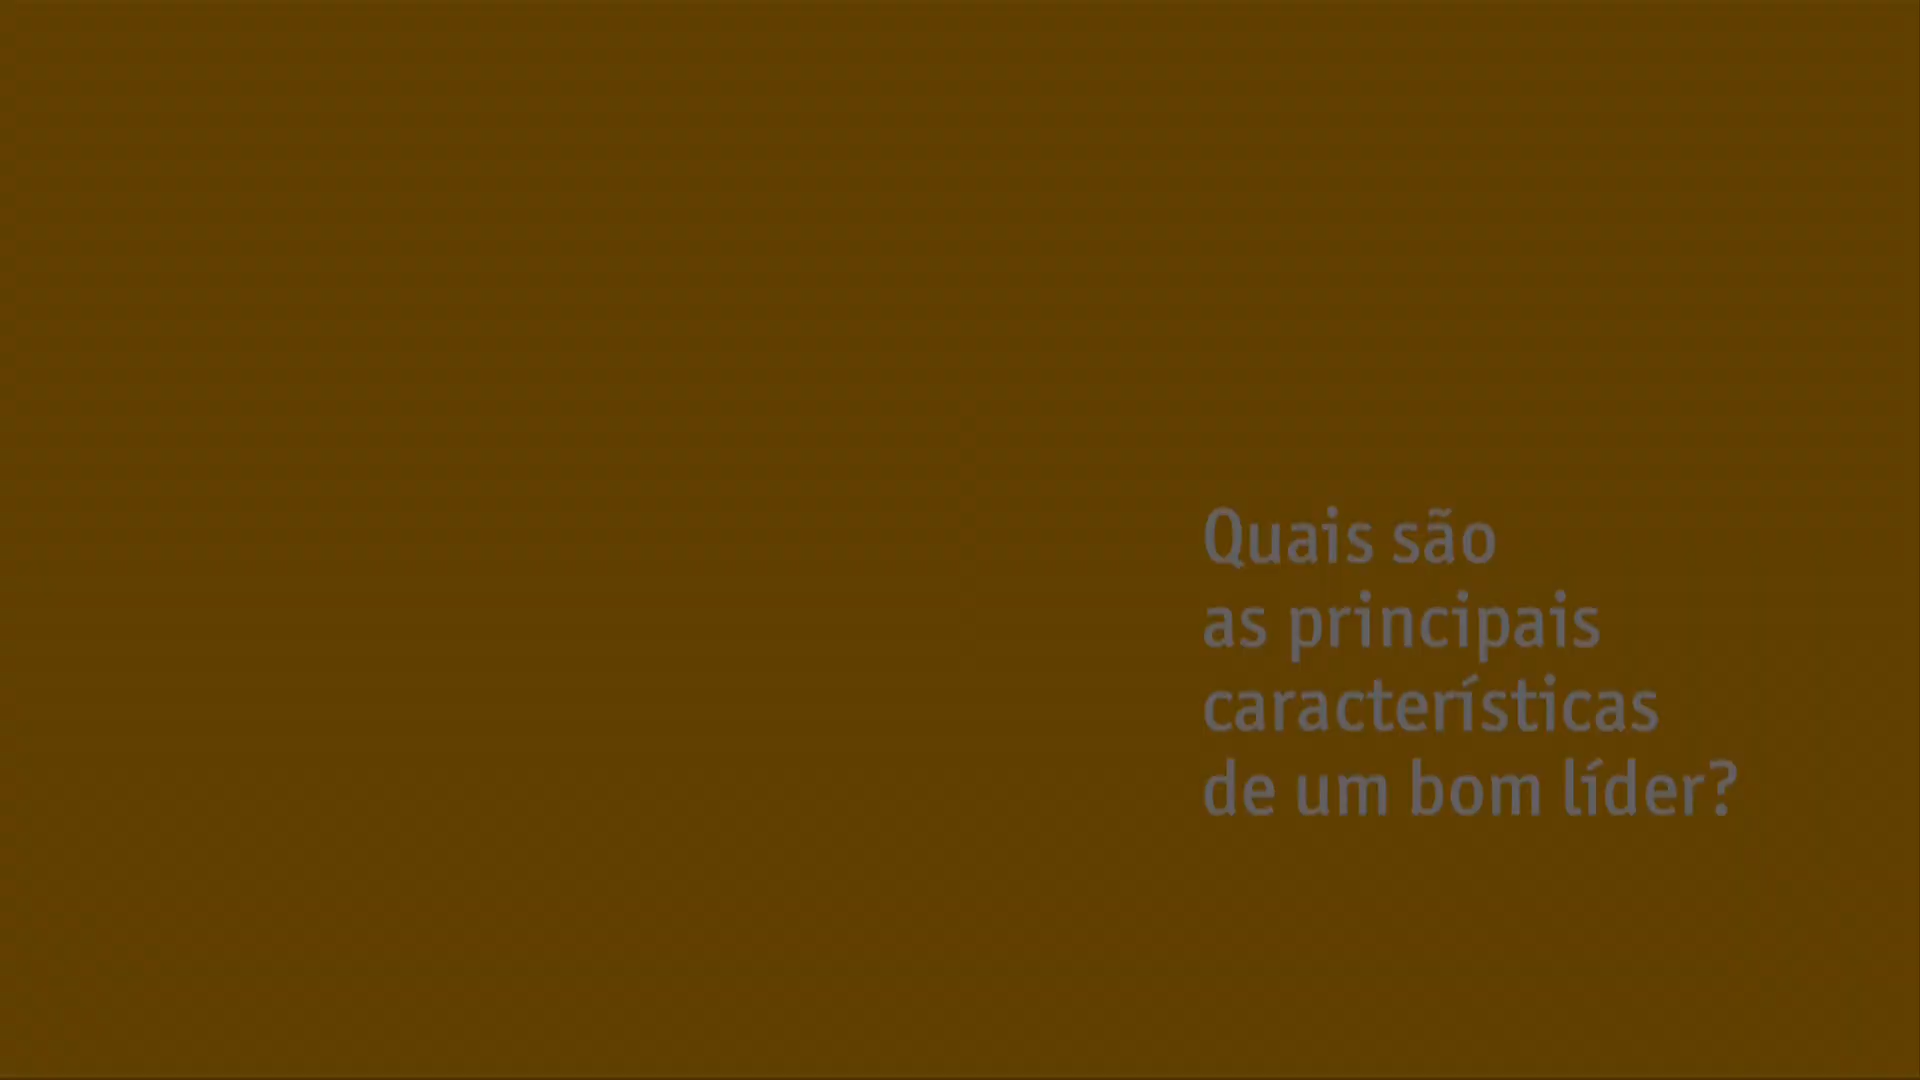 Quais são
as principais
características
de um bom líder?